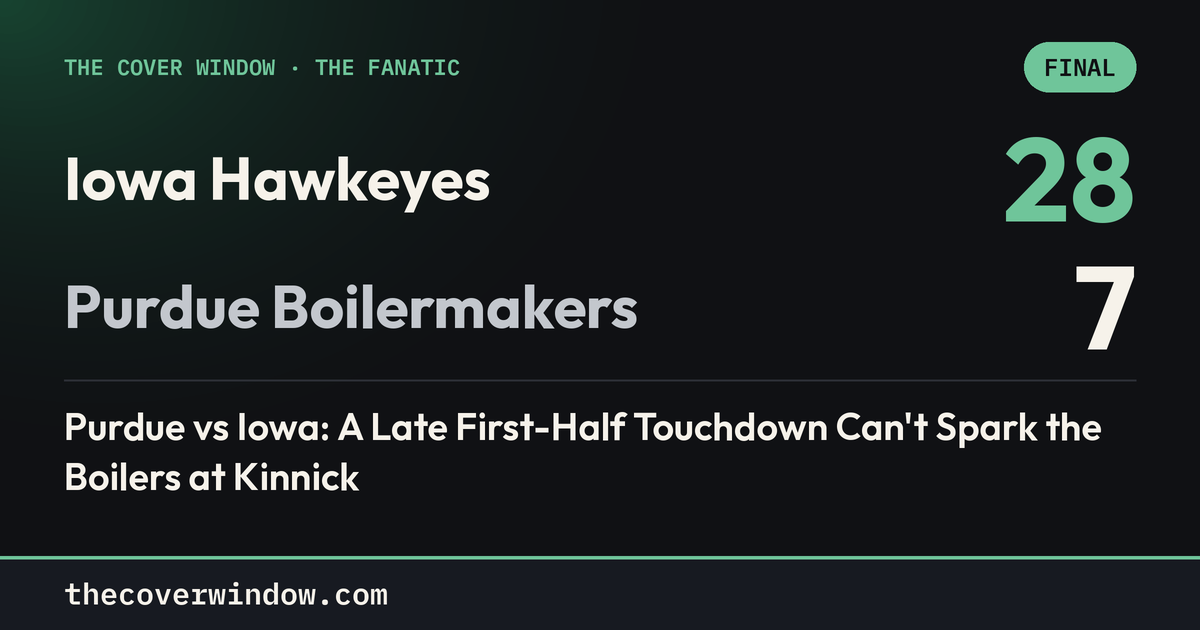 THE COVER WINDOW · THE FANATIC
FINAL
Iowa Hawkeyes
28
Purdue Boilermakers
7
Purdue vs Iowa: A Late First-Half Touchdown Can't Spark the
Boilers at Kinnick
thecoverwindow.com